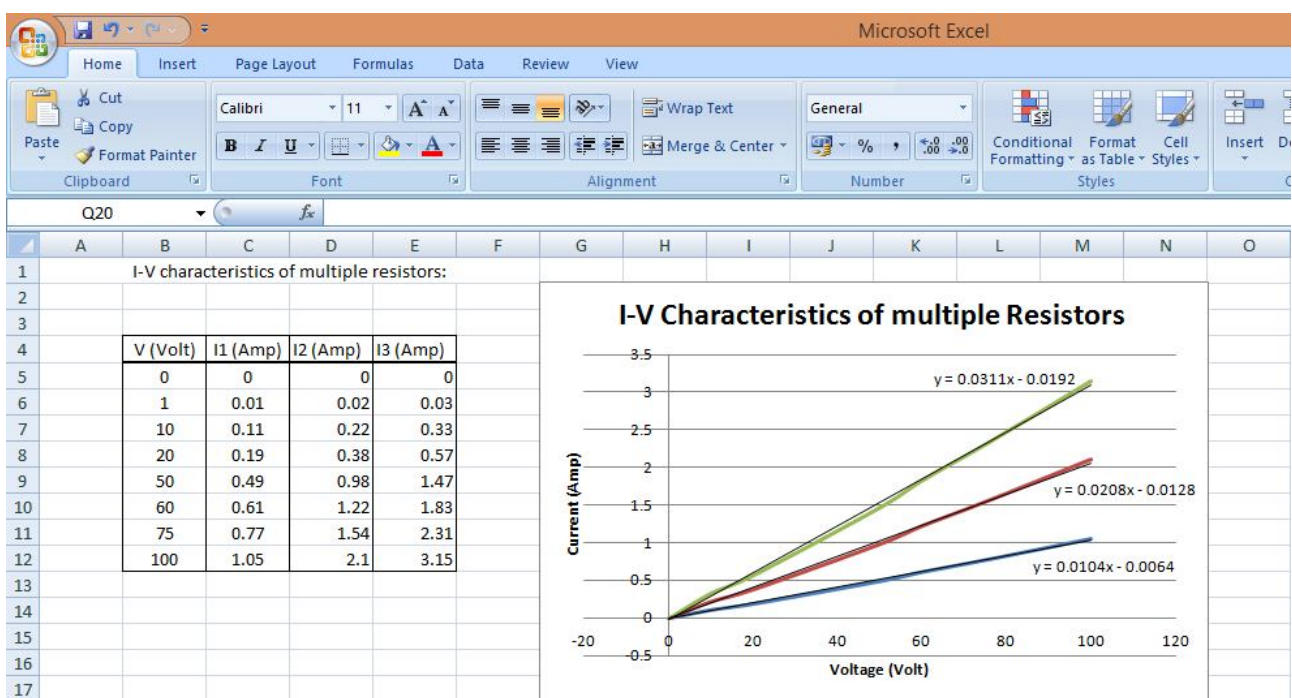 Microsoft Excel
Home Insert Page Layout Formulas Data Review View
Paste
Cut
Copy
Format Painter
Clipboard
Calibri 11 A A
B I U A
Font
Wrap Text
Merge & Center
Alignment
General
% , .0 .00 .00 .0
Number
Conditional Formatting
Format as Table
Cell Styles
Styles
Insert
Q20 fx
A B C D E F G H I J K L M N O
1 I-V characteristics of multiple resistors:
2
3
4 V (Volt) I1 (Amp) I2 (Amp) I3 (Amp)
5 0 0 0 0
6 1 0.01 0.02 0.03
7 10 0.11 0.22 0.33
8 20 0.19 0.38 0.57
9 50 0.49 0.98 1.47
10 60 0.61 1.22 1.83
11 75 0.77 1.54 2.31
12 100 1.05 2.1 3.15
13
14
15
16
17
I-V Characteristics of multiple Resistors
3.5
3
2.5
2
1.5
1
0.5
0
-0.5
Current (Amp)
y = 0.0311x - 0.0192
y = 0.0208x - 0.0128
y = 0.0104x - 0.0064
-20 0 20 40 60 80 100 120
Voltage (Volt)